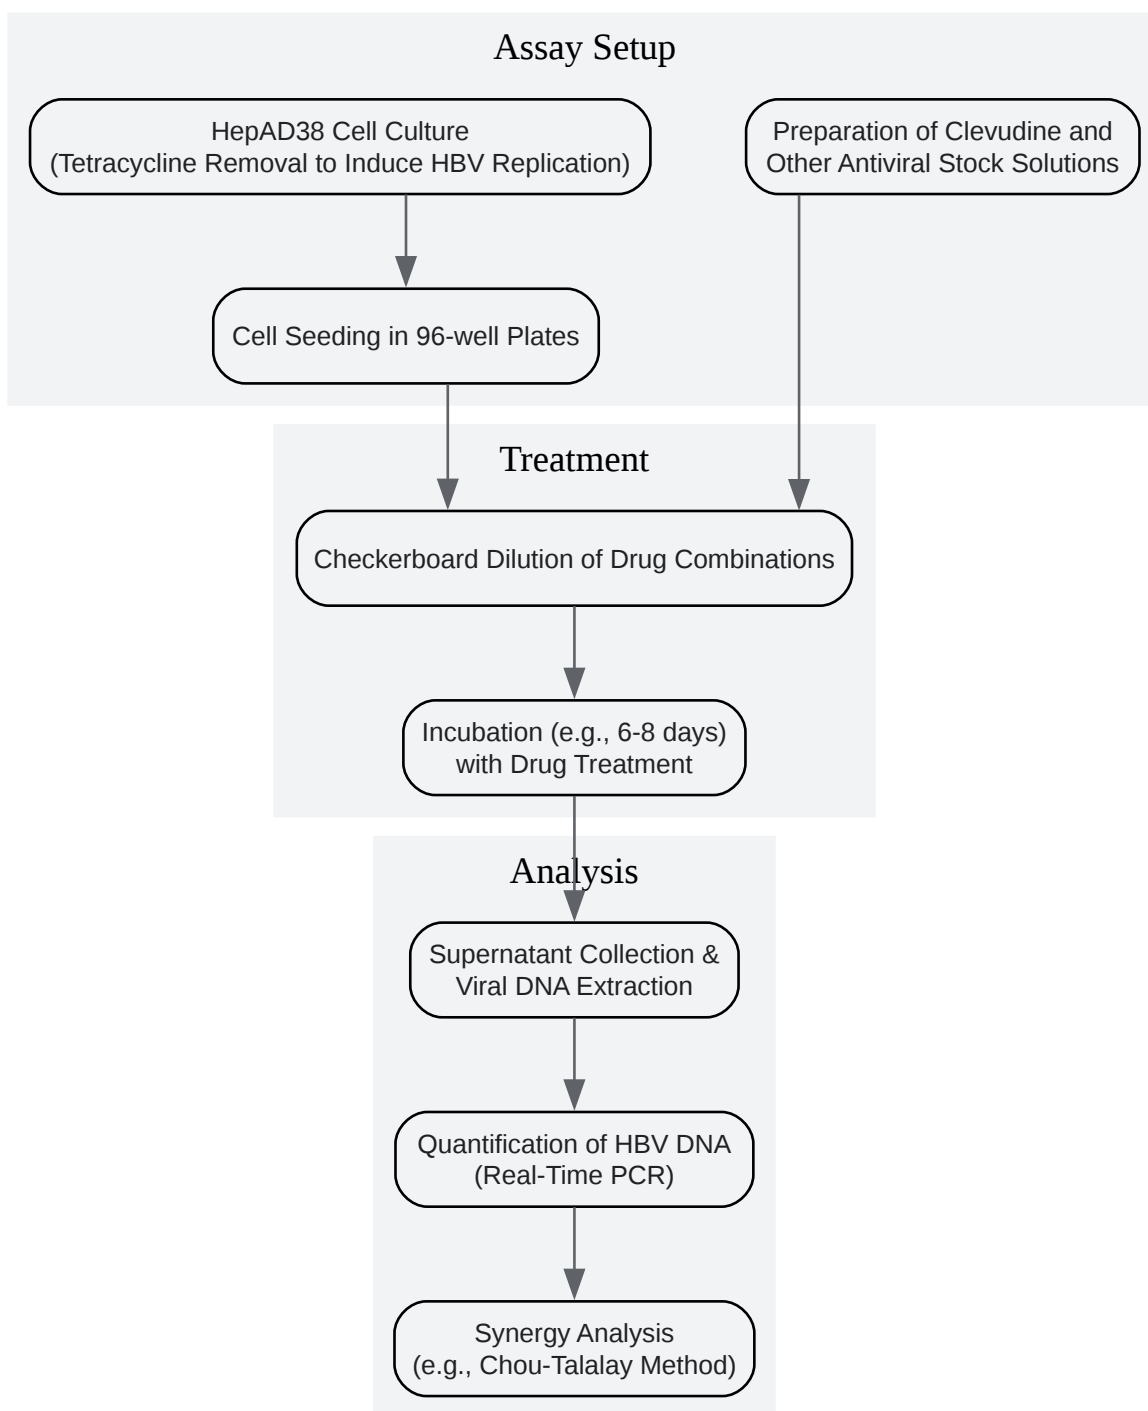 Assay Setup
HepAD38 Cell Culture
(Tetracycline Removal to Induce HBV Replication)
Preparation of Clevudine and
Other Antiviral Stock Solutions
Cell Seeding in 96-well Plates
Treatment
Checkerboard Dilution of Drug Combinations
Incubation (e.g., 6-8 days)
with Drug Treatment
Analysis
Supernatant Collection &
Viral DNA Extraction
Quantification of HBV DNA
(Real-Time PCR)
Synergy Analysis
(e.g., Chou-Talalay Method)